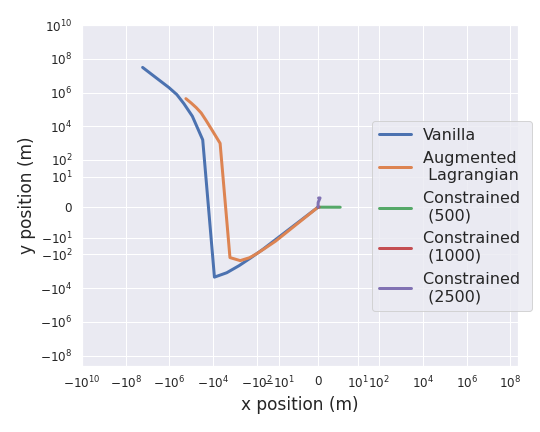 10^10
10^8
10^6
10^4
10^2
10^1
0
−10^1
−10^2
−10^4
−10^6
−10^8
y position (m)
Vanilla
Augmented
Lagrangian
Constrained
(500)
Constrained
(1000)
Constrained
(2500)
−10^10 −10^8 −10^6 −10^4 −10^2 −10^1 0 10^1 10^2 10^4 10^6 10^8
x position (m)